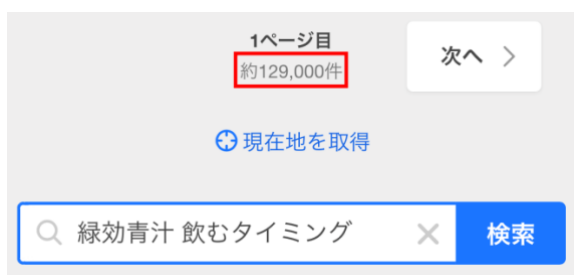 1ページ目
約129,000件
次へ
現在地を取得
緑効青汁 飲むタイミング
検索